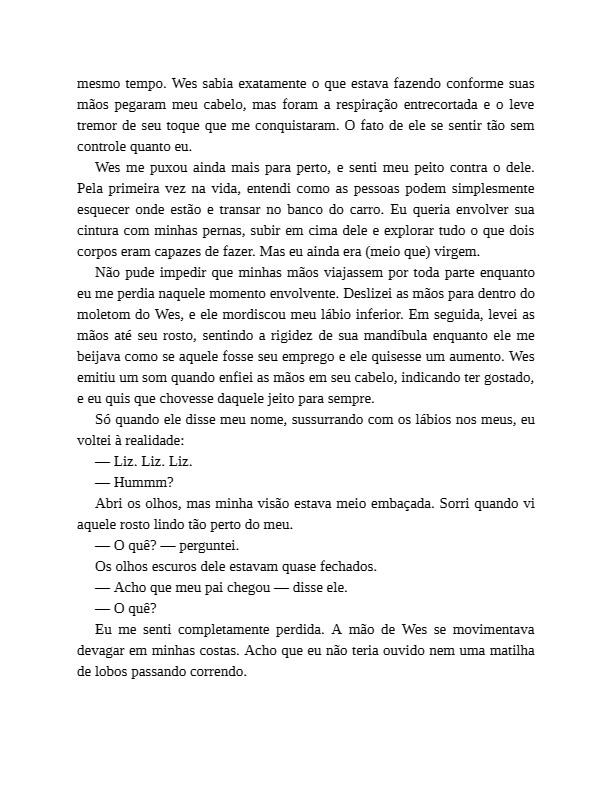 mesmo tempo. Wes sabia exatamente o que estava fazendo conforme suas
mãos pegaram meu cabelo, mas foram a respiração entrecortada e o leve
tremor de seu toque que me conquistaram. O fato de ele se sentir tão sem
controle quanto eu.
Wes me puxou ainda mais para perto, e senti meu peito contra o dele.
Pela primeira vez na vida, entendi como as pessoas podem simplesmente
esquecer onde estão e transar no banco do carro. Eu queria envolver sua
cintura com minhas pernas, subir em cima dele e explorar tudo o que dois
corpos eram capazes de fazer. Mas eu ainda era (meio que) virgem.
Não pude impedir que minhas mãos viajassem por toda parte enquanto
eu me perdia naquele momento envolvente. Deslizei as mãos para dentro do
moletom do Wes, e ele mordiscou meu lábio inferior. Em seguida, levei as
mãos até seu rosto, sentindo a rigidez de sua mandíbula enquanto ele me
beijava como se aquele fosse seu emprego e ele quisesse um aumento. Wes
emitiu um som quando enfiei as mãos em seu cabelo, indicando ter gostado,
e eu quis que chovesse daquele jeito para sempre.
Só quando ele disse meu nome, sussurrando com os lábios nos meus, eu
voltei à realidade:
— Liz. Liz. Liz.
— Hummm?
Abri os olhos, mas minha visão estava meio embaçada. Sorri quando vi
aquele rosto lindo tão perto do meu.
— O quê? — perguntei.
Os olhos escuros dele estavam quase fechados.
— Acho que meu pai chegou — disse ele.
— O quê?
Eu me senti completamente perdida. A mão de Wes se movimentava
devagar em minhas costas. Acho que eu não teria ouvido nem uma matilha
de lobos passando correndo.